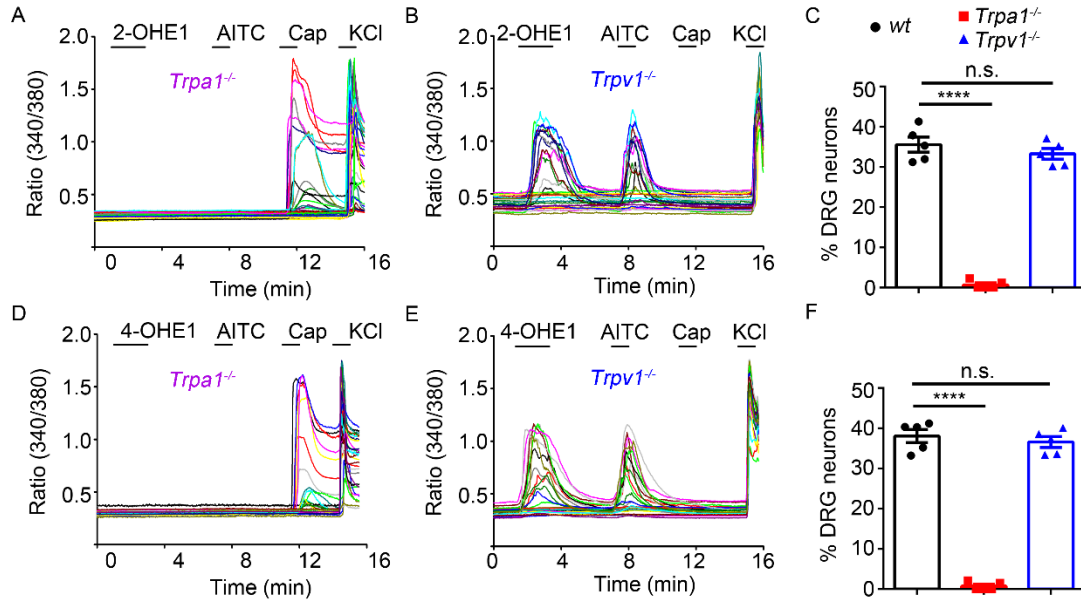 A
2-OHE1 AITC Cap KCl
Trpa1-/-
2.0
1.5
1.0
0.5
Ratio (340/380)
0 4 8 12 16
Time (min)
B
2-OHE1 AITC Cap KCl
Trpv1-/-
2.0
1.5
1.0
0.5
Ratio (340/380)
0 4 8 12 16
Time (min)
C
wt
Trpa1-/-
Trpv1-/-
n.s.
****
50
40
30
20
10
0
% DRG neurons
D
4-OHE1 AITC Cap KCl
Trpa1-/-
2.0
1.5
1.0
0.5
Ratio (340/380)
0 4 8 12 16
Time (min)
E
4-OHE1 AITC Cap KCl
Trpv1-/-
2.0
1.5
1.0
0.5
Ratio (340/380)
0 4 8 12 16
Time (min)
F
n.s.
****
50
40
30
20
10
0
% DRG neurons